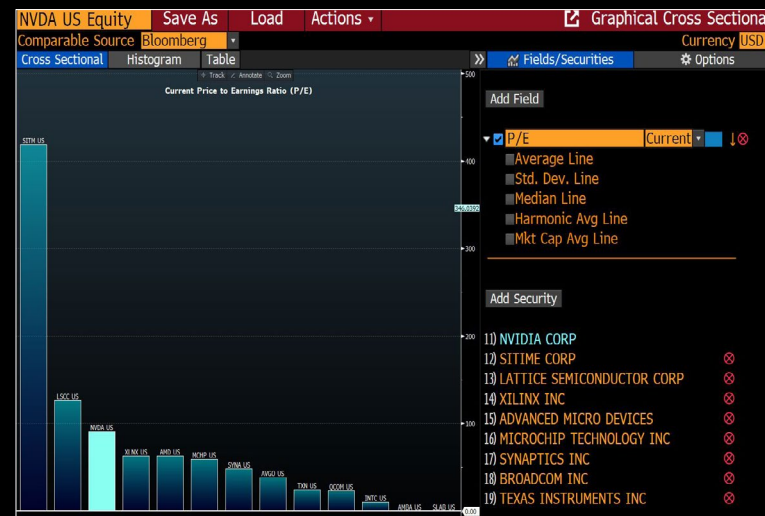 NVDA US Equity Save As Load Actions Graphical Cross Sectiona
Comparable Source Bloomberg Currency USD
Cross Sectional Histogram Table » Fields/Securities Options
Track Annotate Zoom
Current Price to Earnings Ratio (P/E)
500
400
346.0292
300
200
100
0.00
SITM US
LSCC US
NVDA US
XLNX US
AMD US
MCHP US
SYNA US
AVGO US
TXN US
QCOM US
INTC US
AMBA US
SLAB US
Add Field
P/E Current
Average Line
Std. Dev. Line
Median Line
Harmonic Avg Line
Mkt Cap Avg Line
Add Security
11) NVIDIA CORP
12) SITIME CORP
13) LATTICE SEMICONDUCTOR CORP
14) XILINX INC
15) ADVANCED MICRO DEVICES
16) MICROCHIP TECHNOLOGY INC
17) SYNAPTICS INC
18) BROADCOM INC
19) TEXAS INSTRUMENTS INC